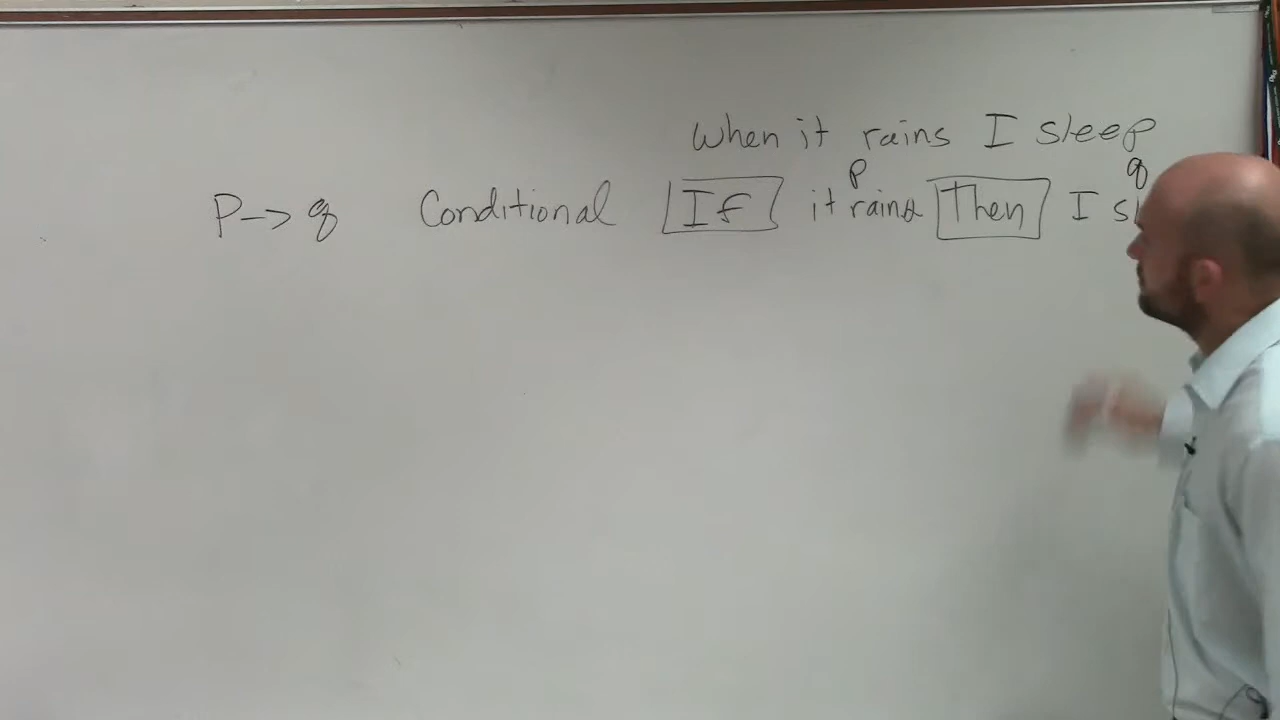 When it rains I sleep
p q
P -> q Conditional If it rains Then I